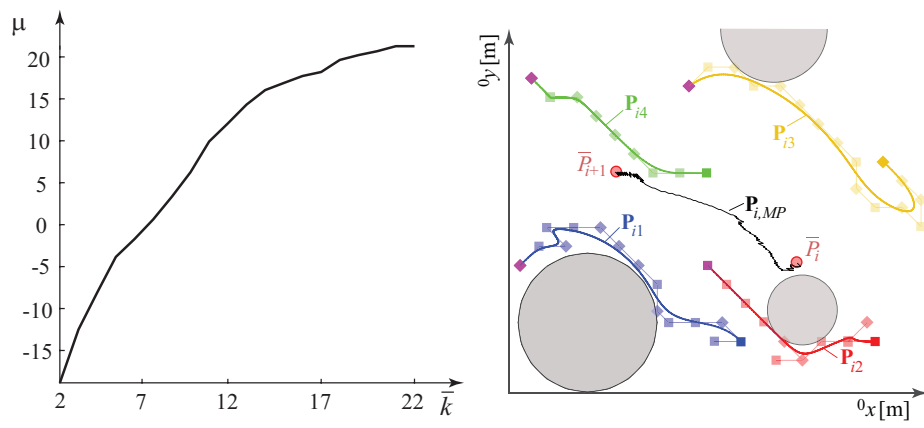 μ
20
15
10
5
0
-5
-10
-15
2 7 12 17 22 k̅
⁰y [m]
P_i4
P_i3
P̅_i+1
P_i,MP
P_i1
P̅_i
P_i2
⁰x [m]